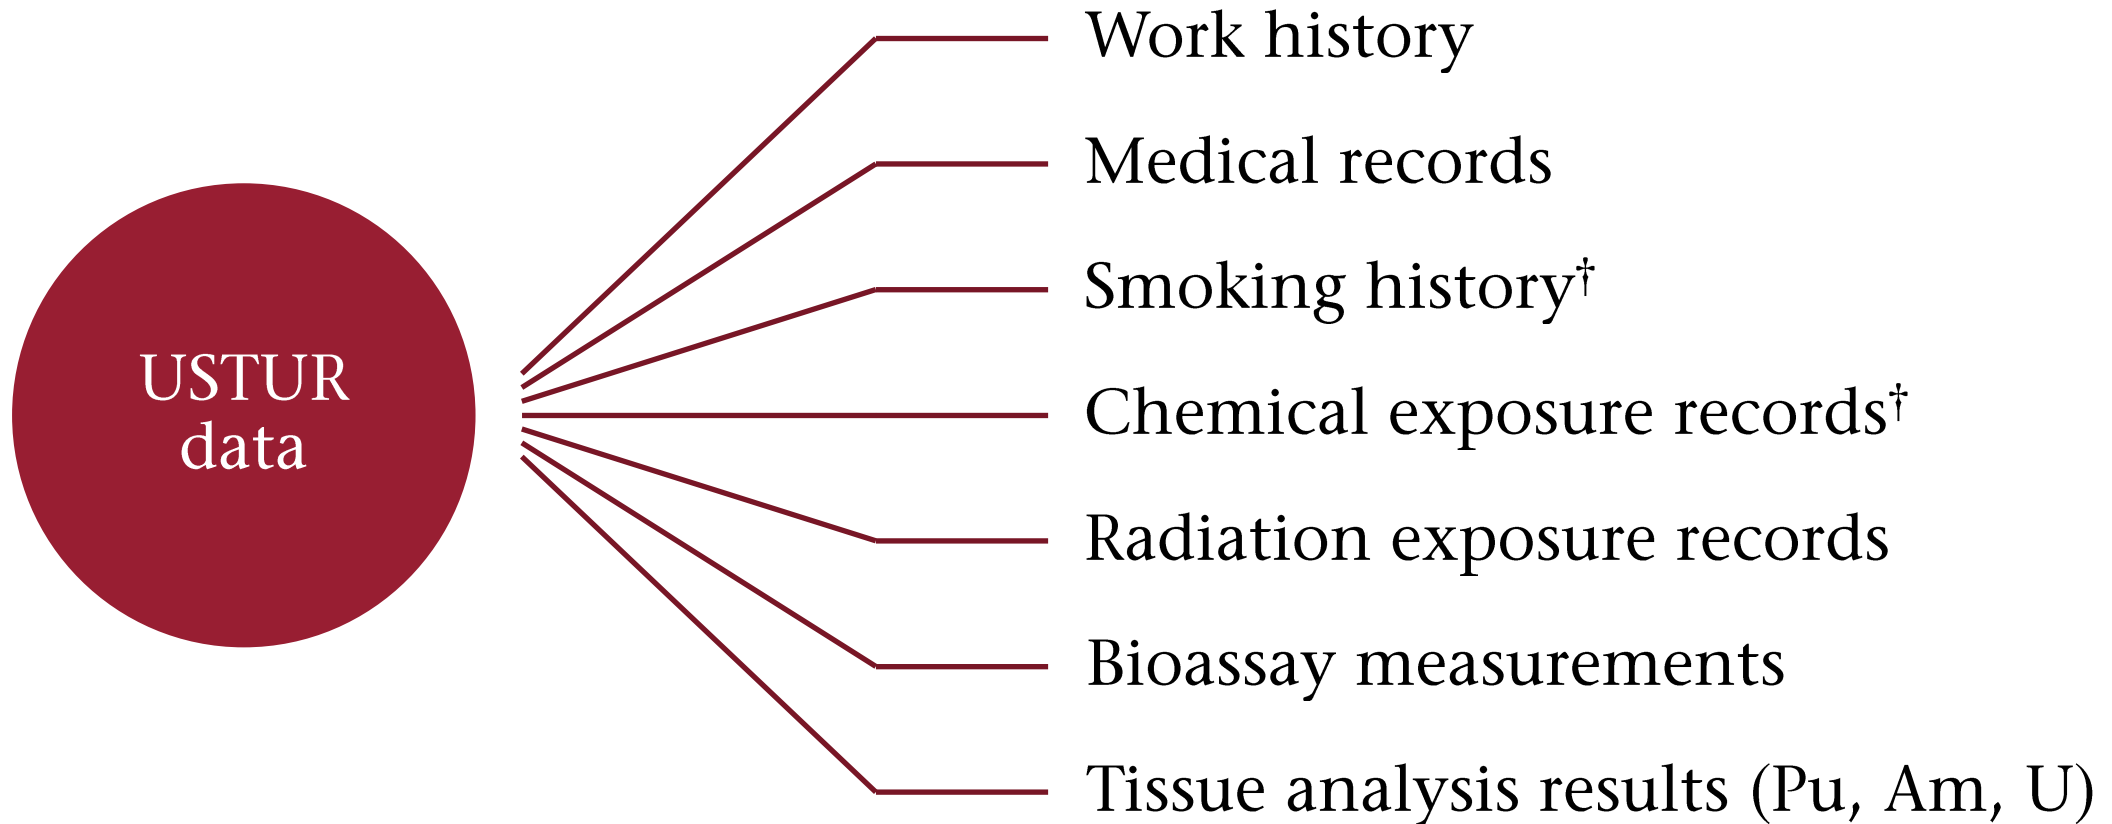 USTUR
data
Work history
Medical records
Smoking history†
Chemical exposure records†
Radiation exposure records
Bioassay measurements
Tissue analysis results (Pu, Am, U)